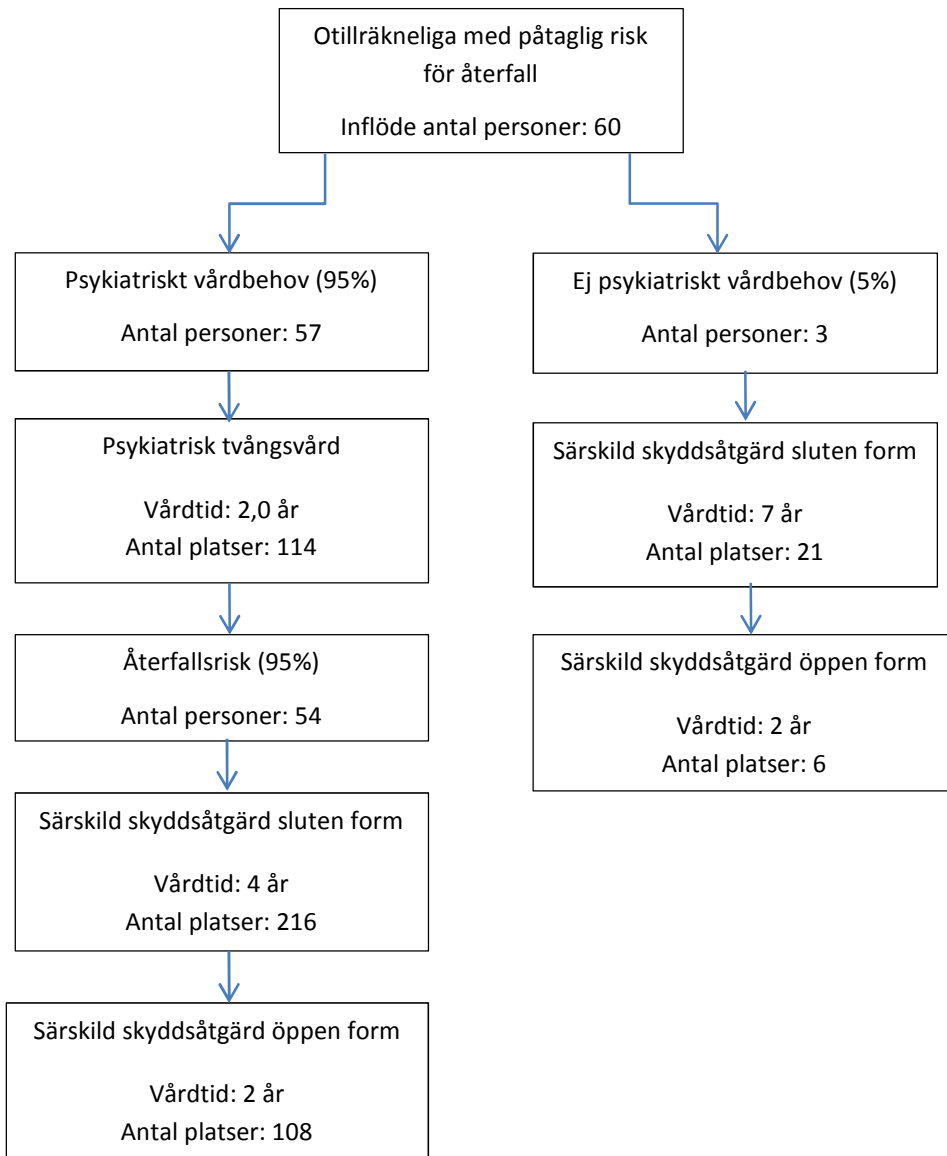 Otillräkneliga med påtaglig risk
för återfall
Inflöde antal personer: 60
Psykiatriskt vårdbehov (95%)
Antal personer: 57
Psykiatrisk tvångsvård
Vårdtid: 2,0 år
Antal platser: 114
Återfallsrisk (95%)
Antal personer: 54
Särskild skyddsåtgärd sluten form
Vårdtid: 4 år
Antal platser: 216
Särskild skyddsåtgärd öppen form
Vårdtid: 2 år
Antal platser: 108
Ej psykiatriskt vårdbehov (5%)
Antal personer: 3
Särskild skyddsåtgärd sluten form
Vårdtid: 7 år
Antal platser: 21
Särskild skyddsåtgärd öppen form
Vårdtid: 2 år
Antal platser: 6